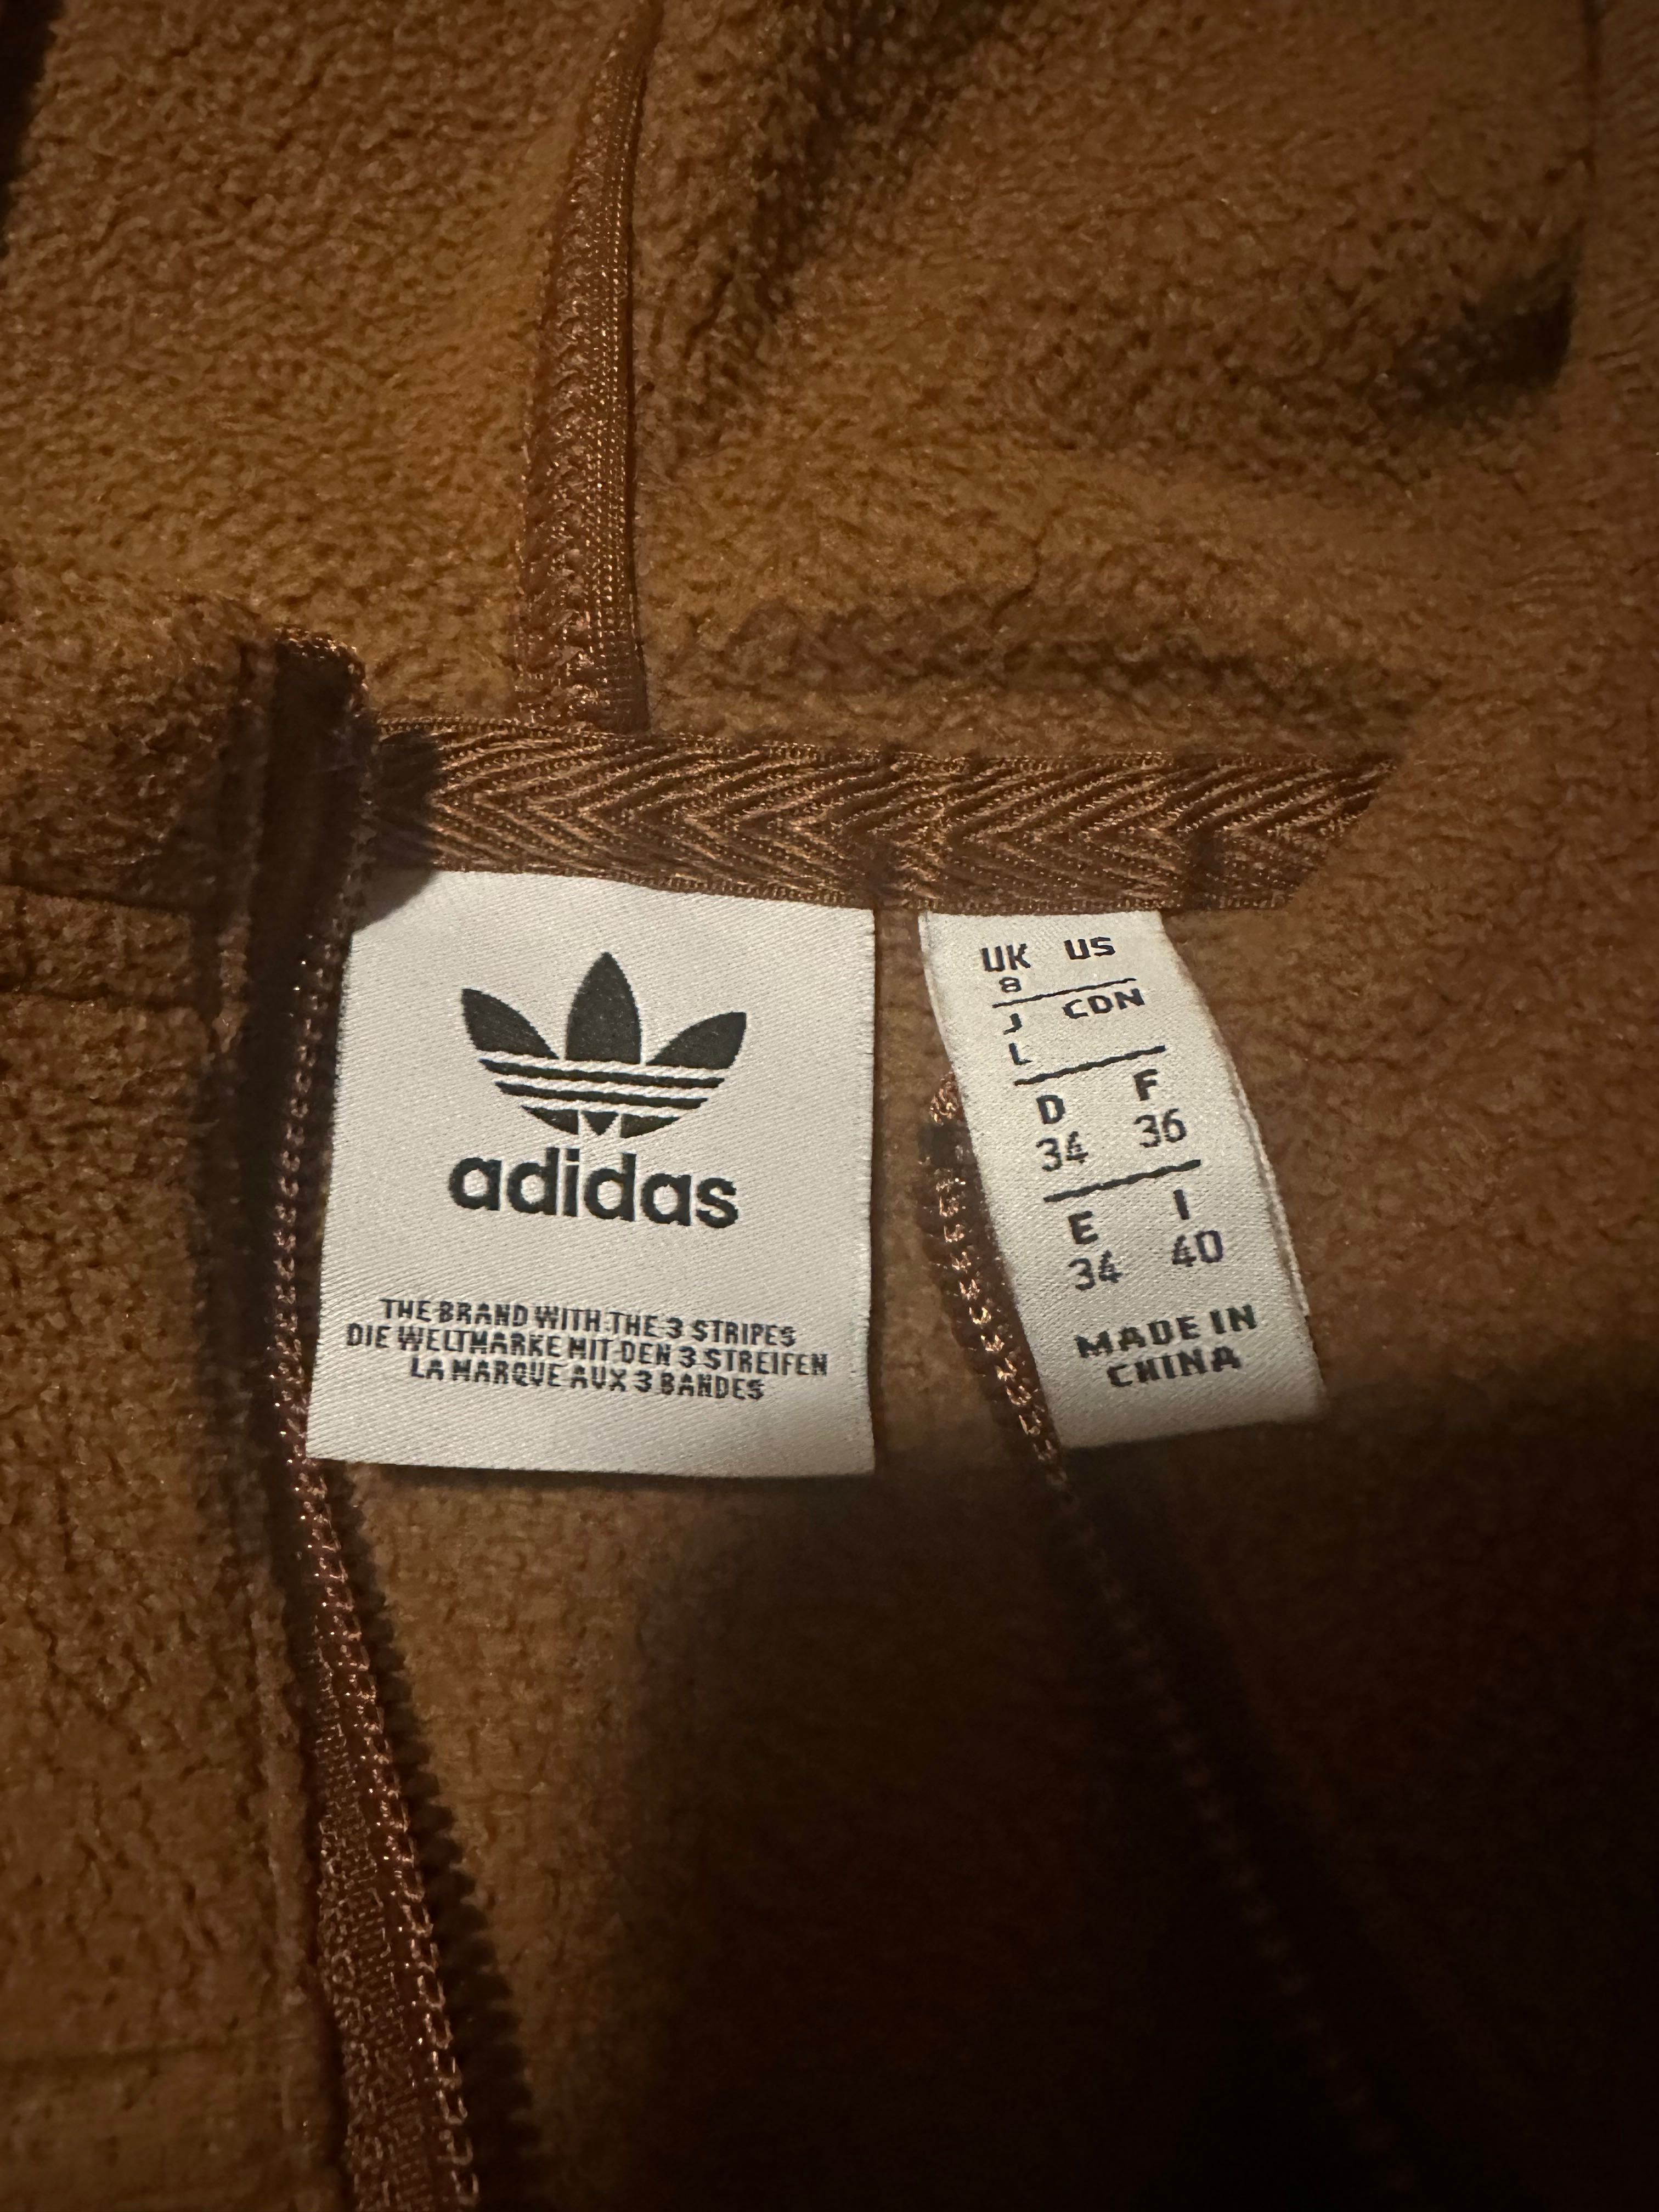 adidas
THE BRAND WITH THE 3 STRIPES
DIE WELTMARKE MIT DEN 3 STREIFEN
LA MARQUE AUX 3 BANDES
UK US
8
J CDN
L
D F
34 36
E I
34 40
MADE IN
CHINA